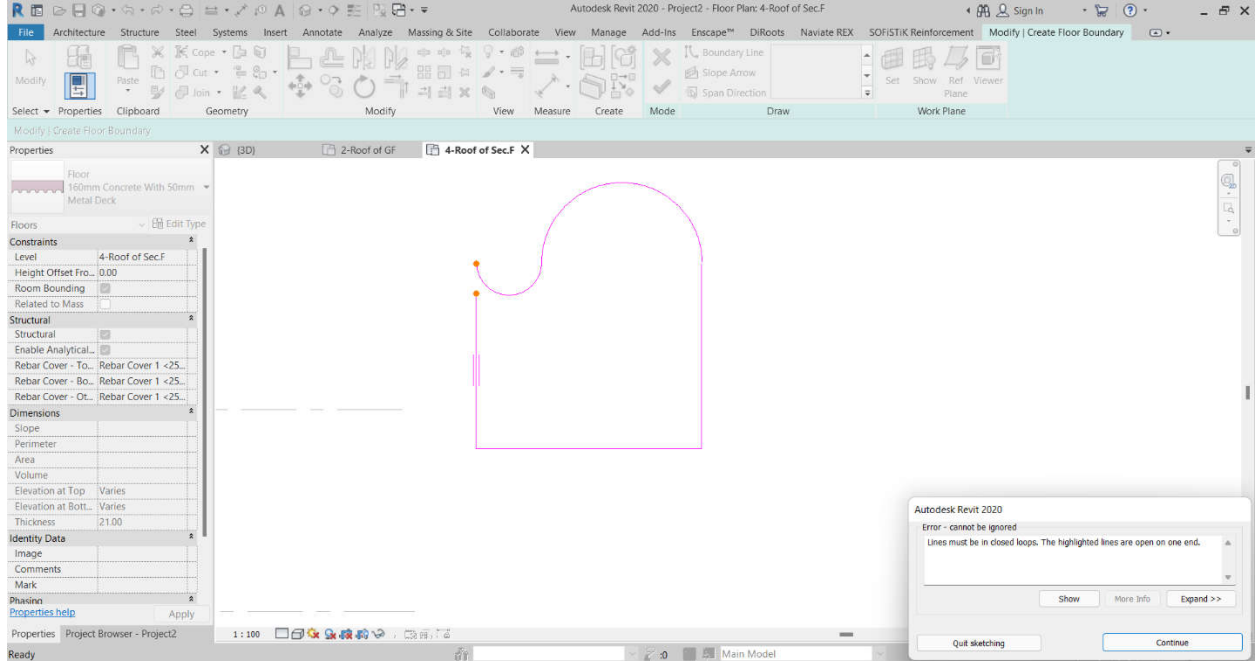 Autodesk Revit 2020 - Project2 - Floor Plan: 4-Roof of Sec.F
Sign In
File Architecture Structure Steel Systems Insert Annotate Analyze Massing & Site Collaborate View Manage Add-Ins Enscape™ DiRoots Naviate REX SOFiSTiK Reinforcement Modify | Create Floor Boundary
Modify
Paste
Cope
Cut
Join
Boundary Line
Slope Arrow
Span Direction
Set Show Ref Viewer
Plane
Select Properties Clipboard Geometry Modify View Measure Create Mode Draw Work Plane
Modify | Create Floor Boundary
Properties
{3D}
2-Roof of GF
4-Roof of Sec.F
Floor
160mm Concrete With 50mm
Metal Deck
Floors
Edit Type
Constraints
Level 4-Roof of Sec.F
Height Offset Fro... 0.00
Room Bounding
Related to Mass
Structural
Structural
Enable Analytical...
Rebar Cover - To... Rebar Cover 1 <25...
Rebar Cover - Bo... Rebar Cover 1 <25...
Rebar Cover - Ot... Rebar Cover 1 <25...
Dimensions
Slope
Perimeter
Area
Volume
Elevation at Top Varies
Elevation at Bott... Varies
Thickness 21.00
Identity Data
Image
Comments
Mark
Phasing
Properties help
Apply
Properties Project Browser - Project2
1 : 100
Ready
:0
Main Model
Autodesk Revit 2020
Error - cannot be ignored
Lines must be in closed loops. The highlighted lines are open on one end.
Show More Info Expand >>
Quit sketching Continue